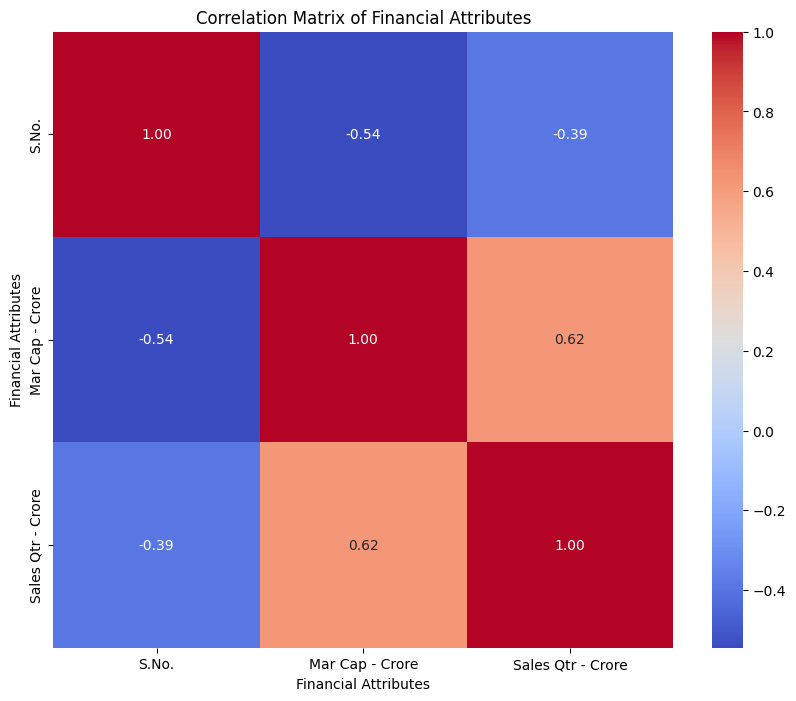 Correlation Matrix of Financial Attributes
Financial Attributes
S.No.
Mar Cap - Crore
Sales Qtr - Crore
1.00 -0.54 -0.39
-0.54 1.00 0.62
-0.39 0.62 1.00
S.No. Mar Cap - Crore Sales Qtr - Crore
Financial Attributes
1.0
0.8
0.6
0.4
0.2
0.0
−0.2
−0.4